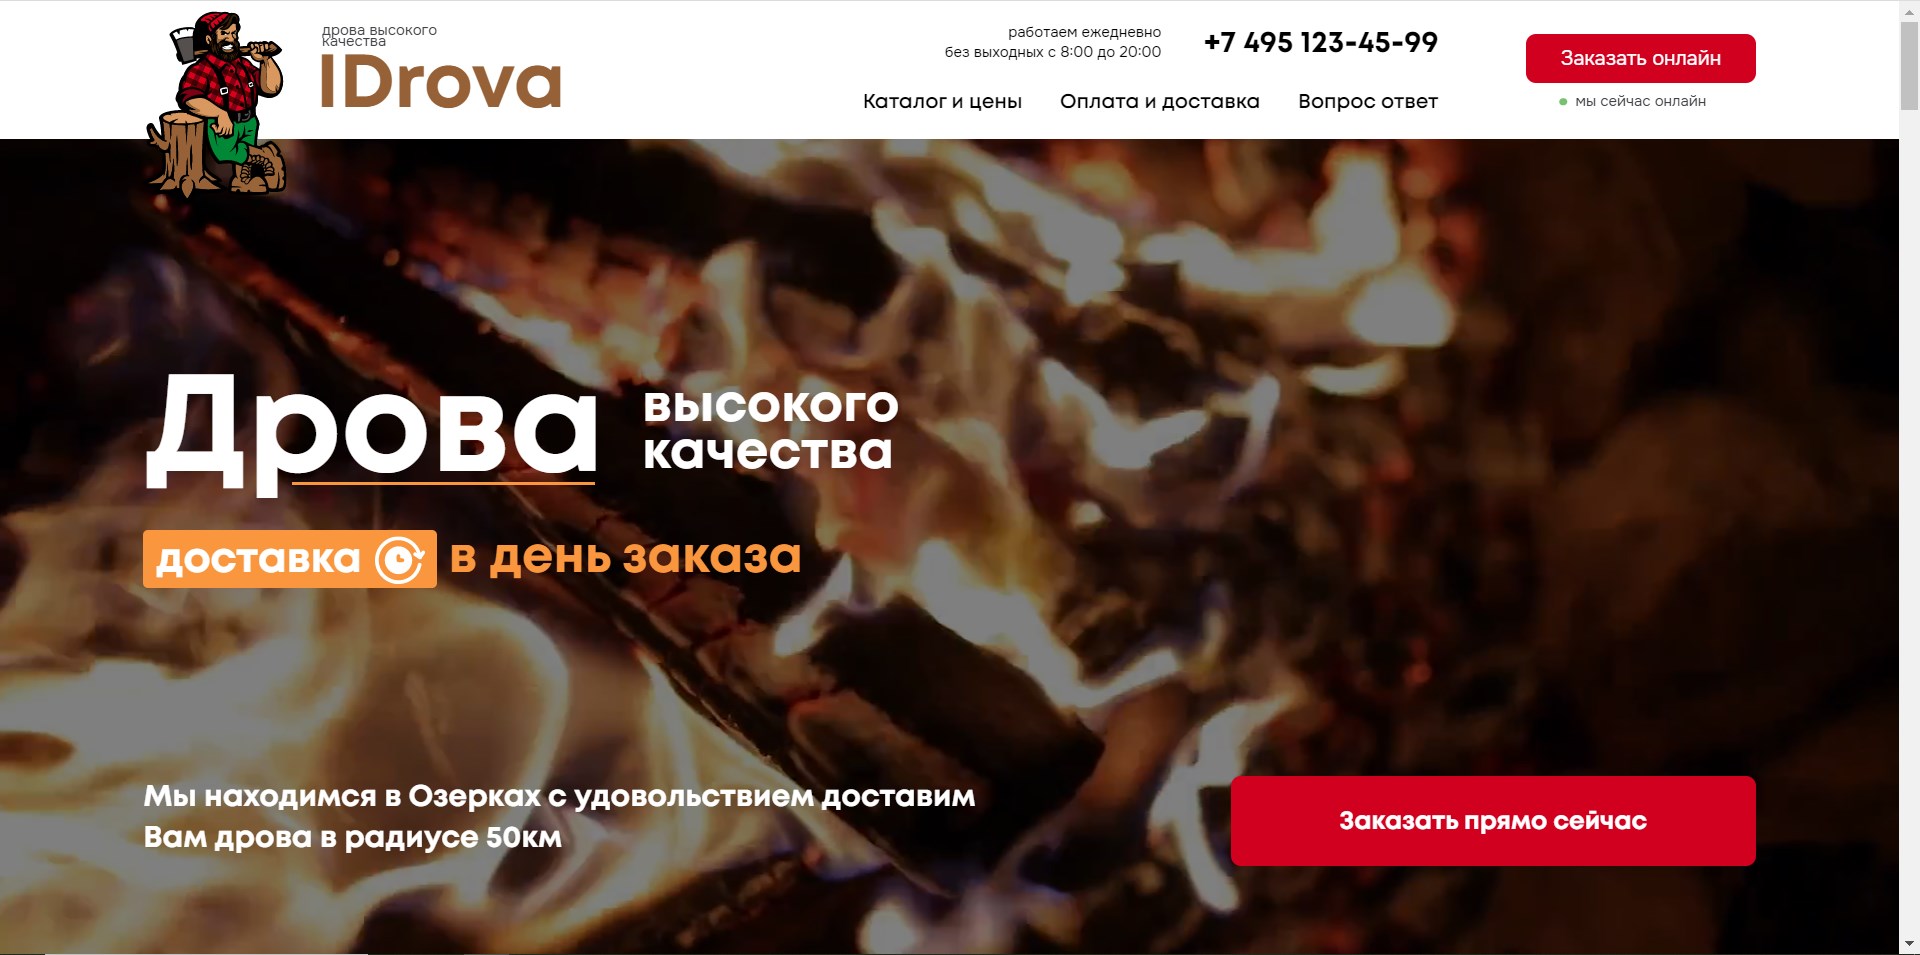 дрова высокого
качества
IDrova
работаем ежедневно
без выходных с 8:00 до 20:00
+7 495 123-45-99
Каталог и цены
Оплата и доставка
Вопрос ответ
Заказать онлайн
мы сейчас онлайн
Дрова
высокого
качества
доставка в день заказа
Мы находимся в Озерках с удовольствием доставим
Вам дрова в радиусе 50км
Заказать прямо сейчас